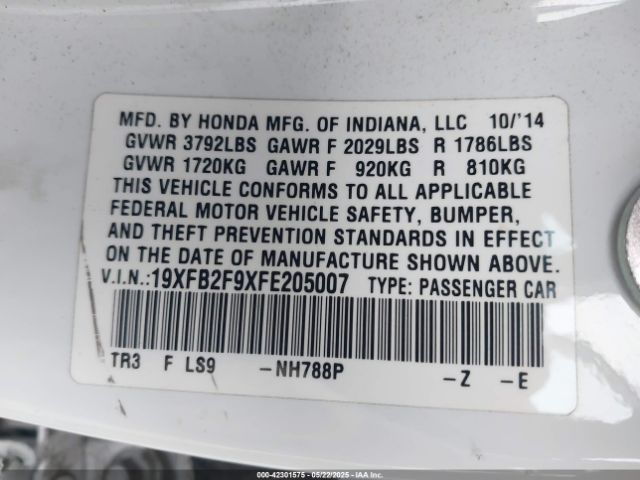 MFD. BY HONDA MFG. OF INDIANA, LLC 10/'14
GVWR 3792LBS GAWR F 2029LBS R 1786LBS
GVWR 1720KG GAWR F 920KG R 810KG
THIS VEHICLE CONFORMS TO ALL APPLICABLE
FEDERAL MOTOR VEHICLE SAFETY, BUMPER,
AND THEFT PREVENTION STANDARDS IN EFFECT
ON THE DATE OF MANUFACTURE SHOWN ABOVE.
V.I.N.:19XFB2F9XFE205007 TYPE: PASSENGER CAR
TR3 F LS9 -NH788P -Z -E
000-42301575 - 05/22/2025 - IAAI.COM